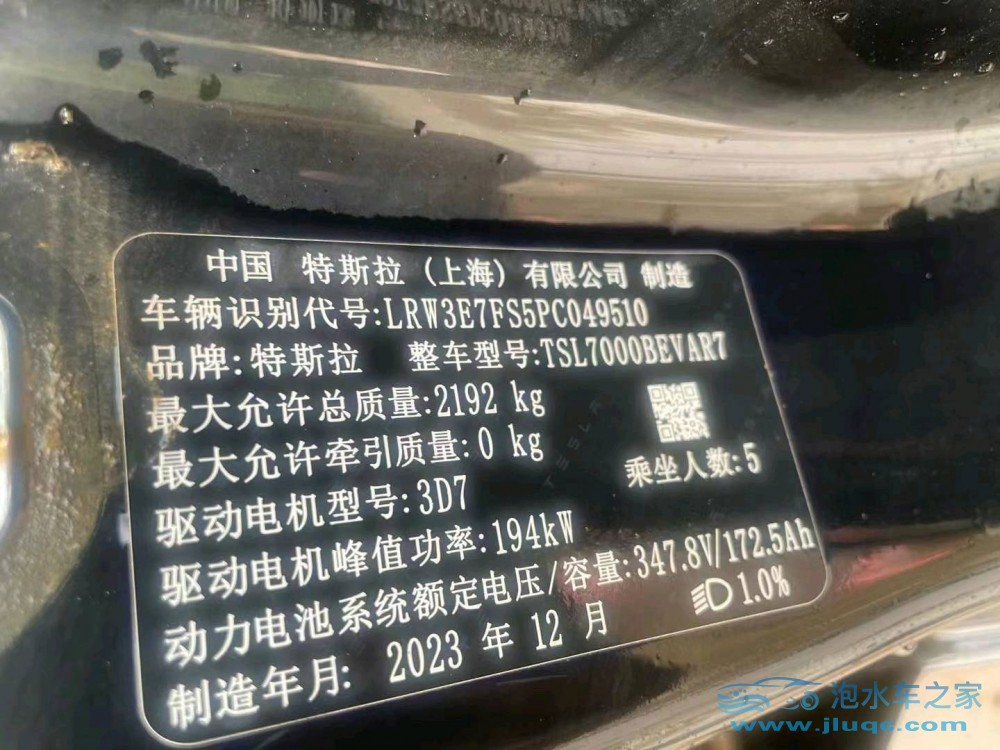 中国 特斯拉 (上海) 有限公司 制造
车辆识别代号:LRW3E7FS5PC049510
品牌:特斯拉 整车型号:TSL7000BEVAR7
最大允许总质量:2192 kg
最大允许牵引质量:0 kg
乘坐人数:5
驱动电机型号:3D7
驱动电机峰值功率:194kW
动力电池系统额定电压/容量:347.8V/172.5Ah
制造年月: 2023 年 12 月
1.0%
TESLA
泡水车之家
www.jluqc.com